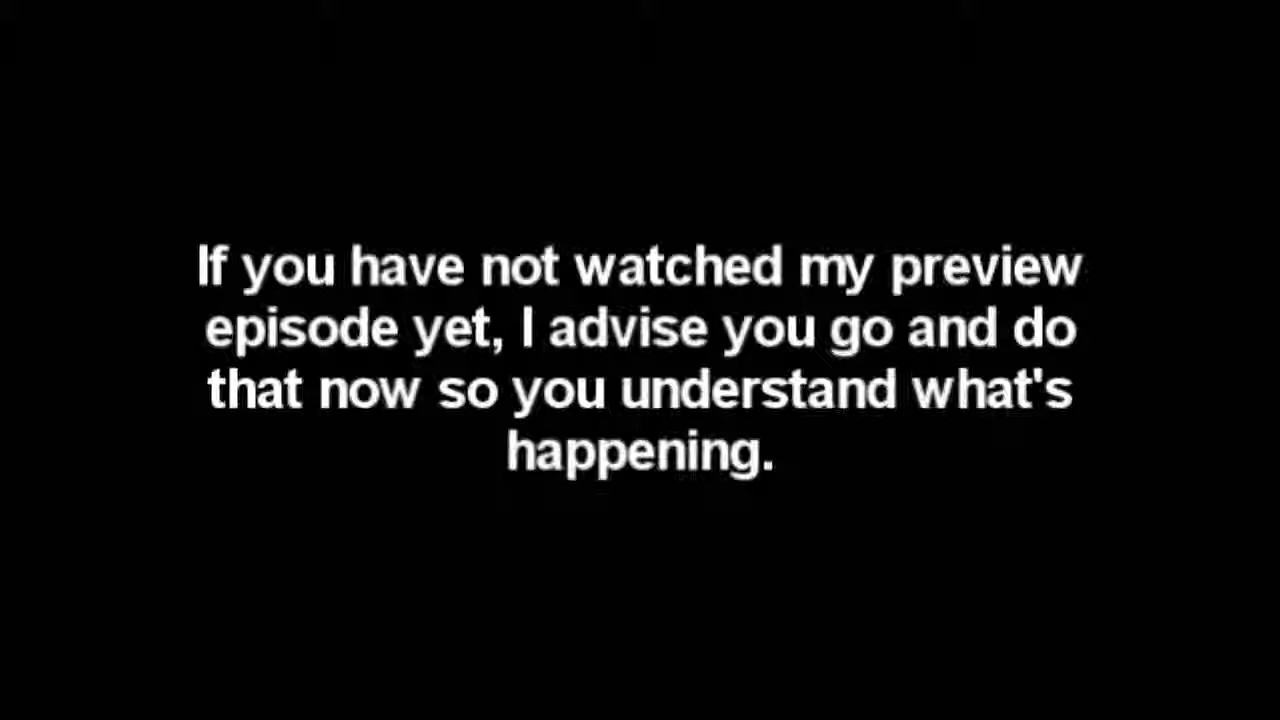 If you have not watched my preview
episode yet, I advise you go and do
that now so you understand what's
happening.